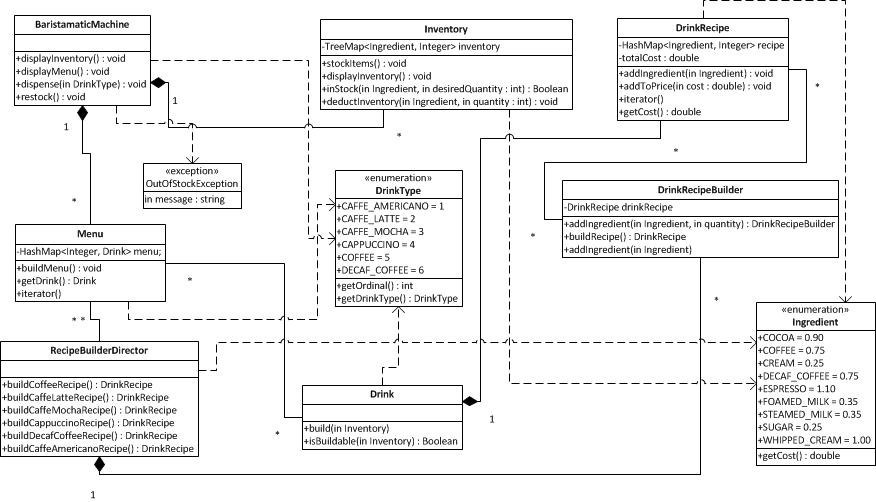 BaristamaticMachine
+displayInventory() : void
+displayMenu() : void
+dispense(in DrinkType) : void
+restock() : void
1
1
*
*
Inventory
-TreeMap<Ingredient, Integer> inventory
+stockItems() : void
+displayInventory() : void
+inStock(in Ingredient, in desiredQuantity : int) : Boolean
+deductInventory(in Ingredient, in quantity : int) : void
DrinkRecipe
-HashMap<Ingredient, Integer> recipe
-totalCost : double
+addIngredient(in Ingredient) : void
+addToPrice(in cost : double) : void
+iterator()
+getCost() : double
*
*
*
«exception»
OutOfStockException
in message : string
«enumeration»
DrinkType
+CAFFE_AMERICANO = 1
+CAFFE_LATTE = 2
+CAFFE_MOCHA = 3
+CAPPUCCINO = 4
+COFFEE = 5
+DECAF_COFFEE = 6
+getOrdinal() : int
+getDrinkType() : DrinkType
DrinkRecipeBuilder
-DrinkRecipe drinkRecipe
+addIngredient(in Ingredient, in quantity) : DrinkRecipeBuilder
+buildRecipe() : DrinkRecipe
+addIngredient(in Ingredient)
*
Menu
-HashMap<Integer, Drink> menu;
+buildMenu() : void
+getDrink() : Drink
+iterator()
*
* *
RecipeBuilderDirector
+buildCoffeeRecipe() : DrinkRecipe
+buildCaffeLatteRecipe() : DrinkRecipe
+buildCaffeMochaRecipe() : DrinkRecipe
+buildCappuccinoRecipe() : DrinkRecipe
+buildDecafCoffeeRecipe() : DrinkRecipe
+buildCaffeAmericanoRecipe() : DrinkRecipe
1
Drink
+build(in Inventory)
+isBuildable(in Inventory) : Boolean
*
1
«enumeration»
Ingredient
+COCOA = 0.90
+COFFEE = 0.75
+CREAM = 0.25
+DECAF_COFFEE = 0.75
+ESPRESSO = 1.10
+FOAMED_MILK = 0.35
+STEAMED_MILK = 0.35
+SUGAR = 0.25
+WHIPPED_CREAM = 1.00
+getCost() : double